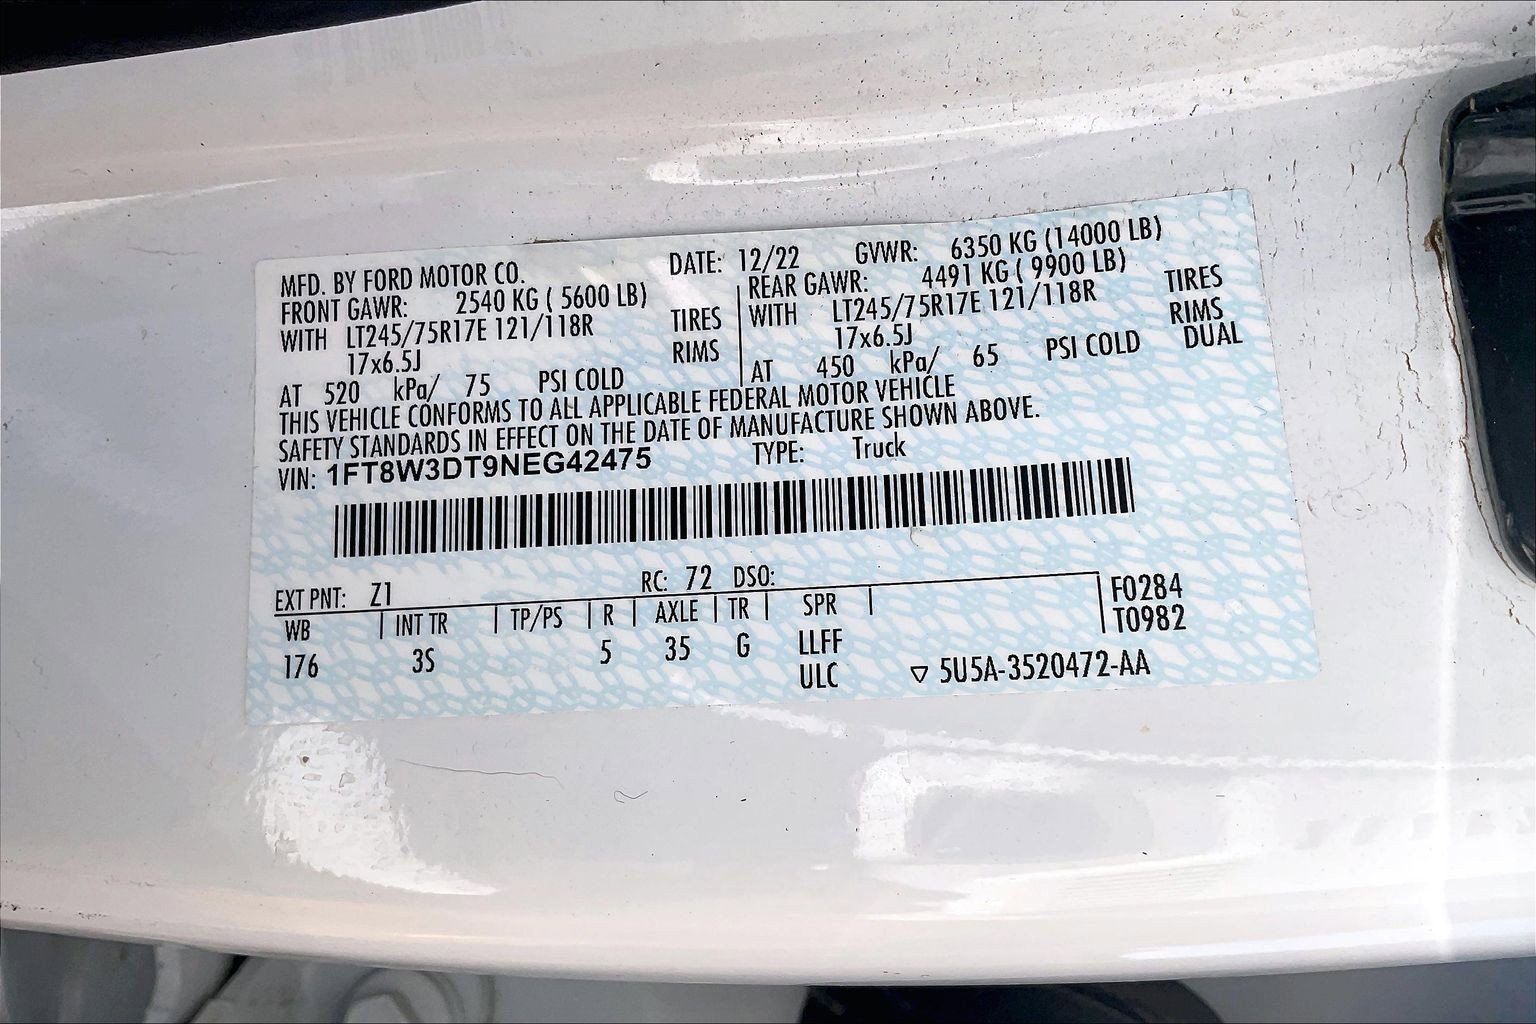 MFD. BY FORD MOTOR CO. DATE: 12/22 GVWR: 6350 KG (14000 LB)
FRONT GAWR: 2540 KG ( 5600 LB) REAR GAWR: 4491 KG ( 9900 LB)
WITH LT245/75R17E 121/118R TIRES WITH LT245/75R17E 121/118R TIRES
17x6.5J RIMS 17x6.5J RIMS
AT 520 kPa/ 75 PSI COLD AT 450 kPa/ 65 PSI COLD DUAL
THIS VEHICLE CONFORMS TO ALL APPLICABLE FEDERAL MOTOR VEHICLE
SAFETY STANDARDS IN EFFECT ON THE DATE OF MANUFACTURE SHOWN ABOVE.
VIN: 1FT8W3DT9NEG42475 TYPE: Truck
EXT PNT: Z1 RC: 72 DSO:
WB INT TR TP/PS R AXLE TR SPR F0284
T0982
176 3S 5 35 G LLFF
ULC ▽ 5U5A-3520472-AA